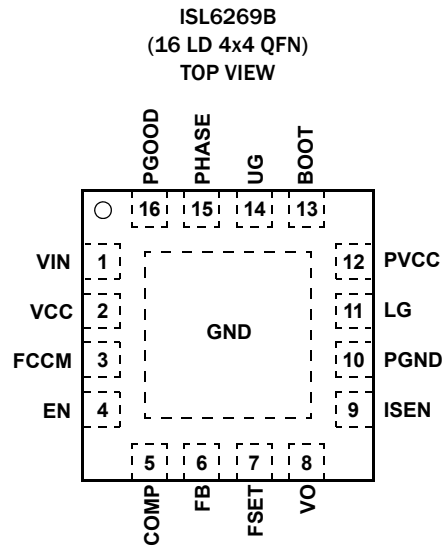 ISL6269B
(16 LD 4x4 QFN)
TOP VIEW
PGOOD
PHASE
UG
BOOT
16
15
14
13
VIN 1
12 PVCC
VCC 2
11 LG
GND
FCCM 3
10 PGND
EN 4
9 ISEN
5
6
7
8
COMP
FB
FSET
VO